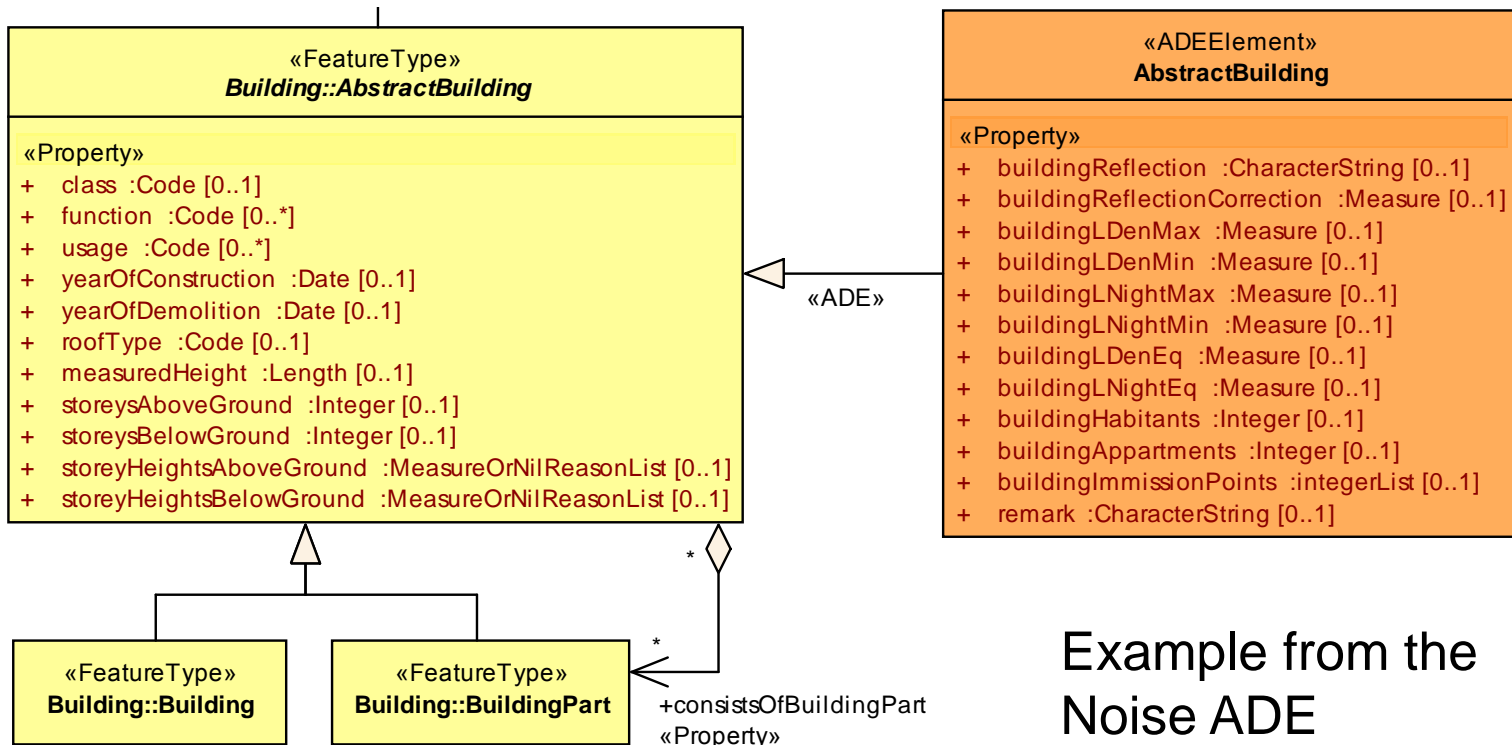 «FeatureType»
Building::AbstractBuilding
«Property»
+ class :Code [0..1]
+ function :Code [0..*]
+ usage :Code [0..*]
+ yearOfConstruction :Date [0..1]
+ yearOfDemolition :Date [0..1]
+ roofType :Code [0..1]
+ measuredHeight :Length [0..1]
+ storeysAboveGround :Integer [0..1]
+ storeysBelowGround :Integer [0..1]
+ storeyHeightsAboveGround :MeasureOrNilReasonList [0..1]
+ storeyHeightsBelowGround :MeasureOrNilReasonList [0..1]
«ADE»
«ADEElement»
AbstractBuilding
«Property»
+ buildingReflection :CharacterString [0..1]
+ buildingReflectionCorrection :Measure [0..1]
+ buildingLDenMax :Measure [0..1]
+ buildingLDenMin :Measure [0..1]
+ buildingLNightMax :Measure [0..1]
+ buildingLNightMin :Measure [0..1]
+ buildingLDenEq :Measure [0..1]
+ buildingLNightEq :Measure [0..1]
+ buildingHabitants :Integer [0..1]
+ buildingAppartments :Integer [0..1]
+ buildingImmissionPoints :integerList [0..1]
+ remark :CharacterString [0..1]
*
*
«FeatureType»
Building::Building
«FeatureType»
Building::BuildingPart
+consistsOfBuildingPart
«Property»
Example from the
Noise ADE